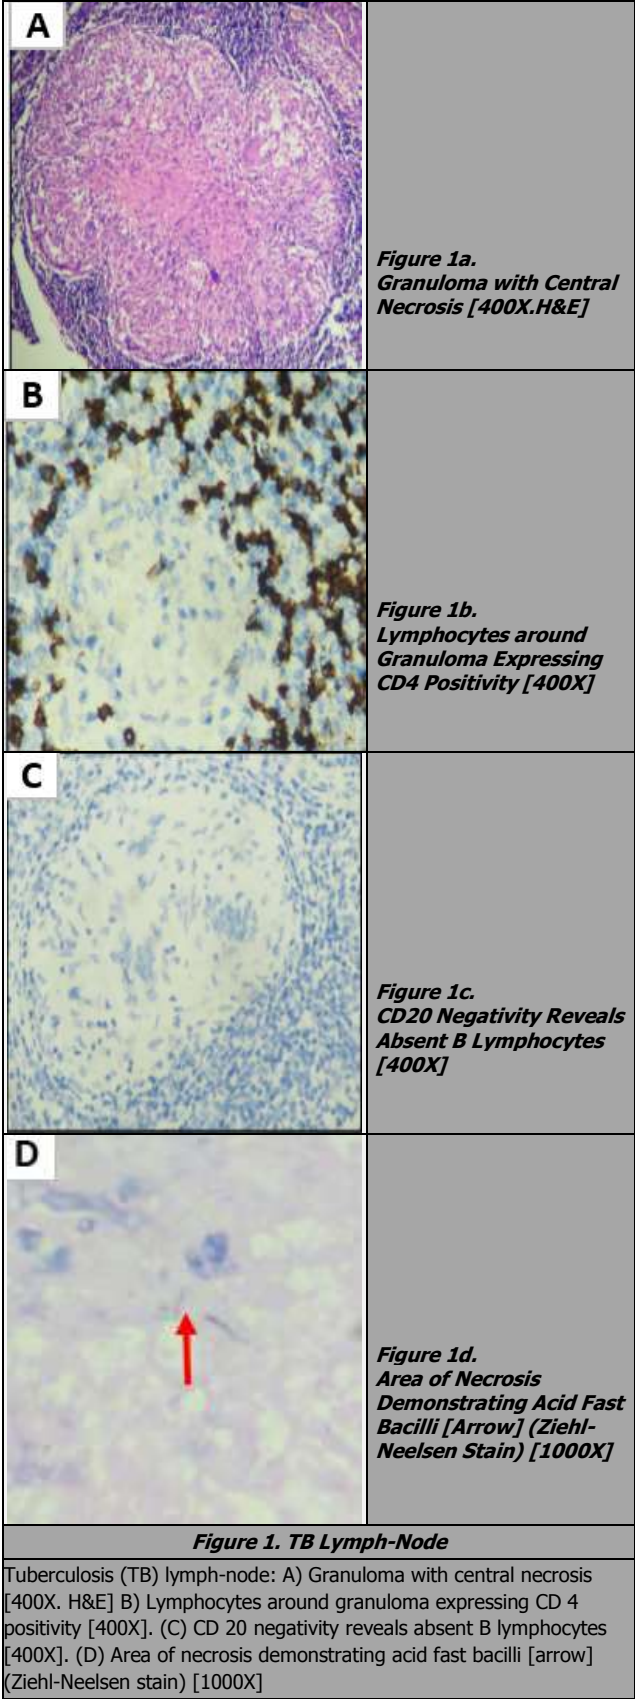 A
Figure 1a.
Granuloma with Central
Necrosis [400X.H&E]
B
Figure 1b.
Lymphocytes around
Granuloma Expressing
CD4 Positivity [400X]
C
Figure 1c.
CD20 Negativity Reveals
Absent B Lymphocytes
[400X]
D
Figure 1d.
Area of Necrosis
Demonstrating Acid Fast
Bacilli [Arrow] (Ziehl-
Neelsen Stain) [1000X]
Figure 1. TB Lymph-Node
Tuberculosis (TB) lymph-node: A) Granuloma with central necrosis
[400X. H&E] B) Lymphocytes around granuloma expressing CD 4
positivity [400X]. (C) CD 20 negativity reveals absent B lymphocytes
[400X]. (D) Area of necrosis demonstrating acid fast bacilli [arrow]
(Ziehl-Neelsen stain) [1000X]